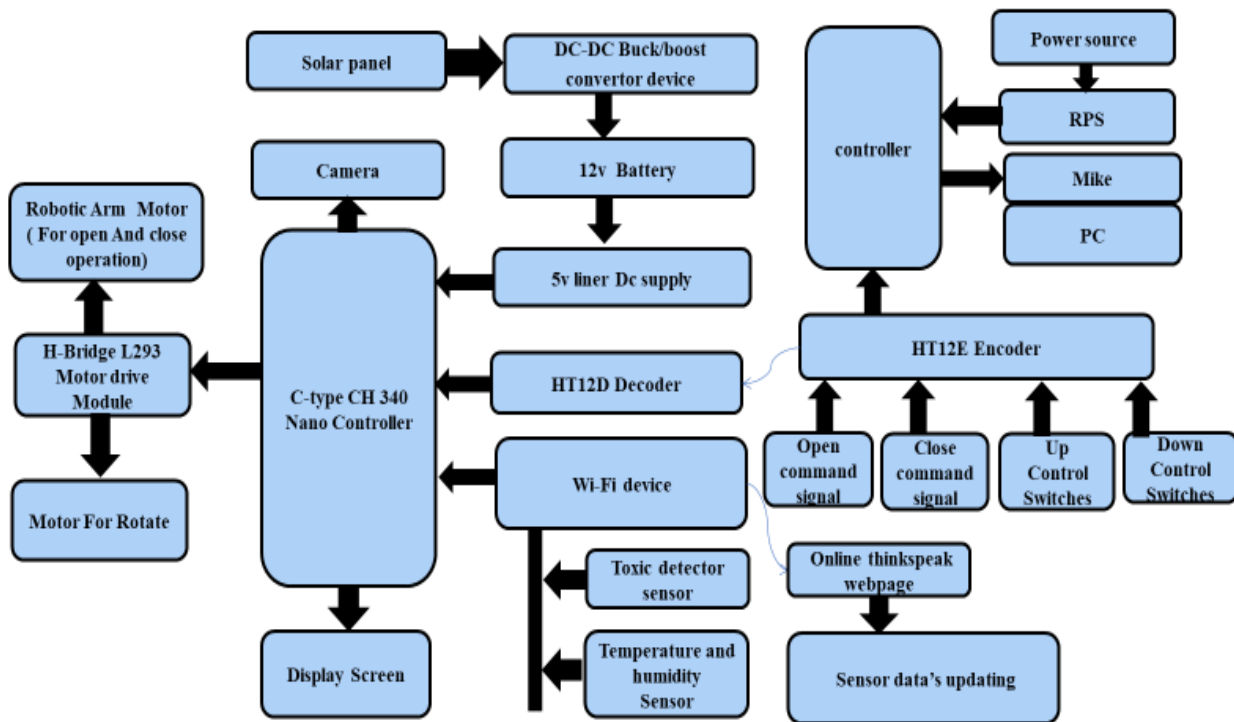 Solar panel
DC-DC Buck/boost
convertor device
Power source
RPS
controller
Mike
PC
12v Battery
Camera
Robotic Arm Motor
( For open And close
operation)
5v liner Dc supply
H-Bridge L293
Motor drive
Module
C-type CH 340
Nano Controller
HT12D Decoder
HT12E Encoder
Open
command
signal
Close
command
signal
Up
Control
Switches
Down
Control
Switches
Wi-Fi device
Motor For Rotate
Toxic detector
sensor
Online thinkspeak
webpage
Display Screen
Temperature and
humidity
Sensor
Sensor data's updating